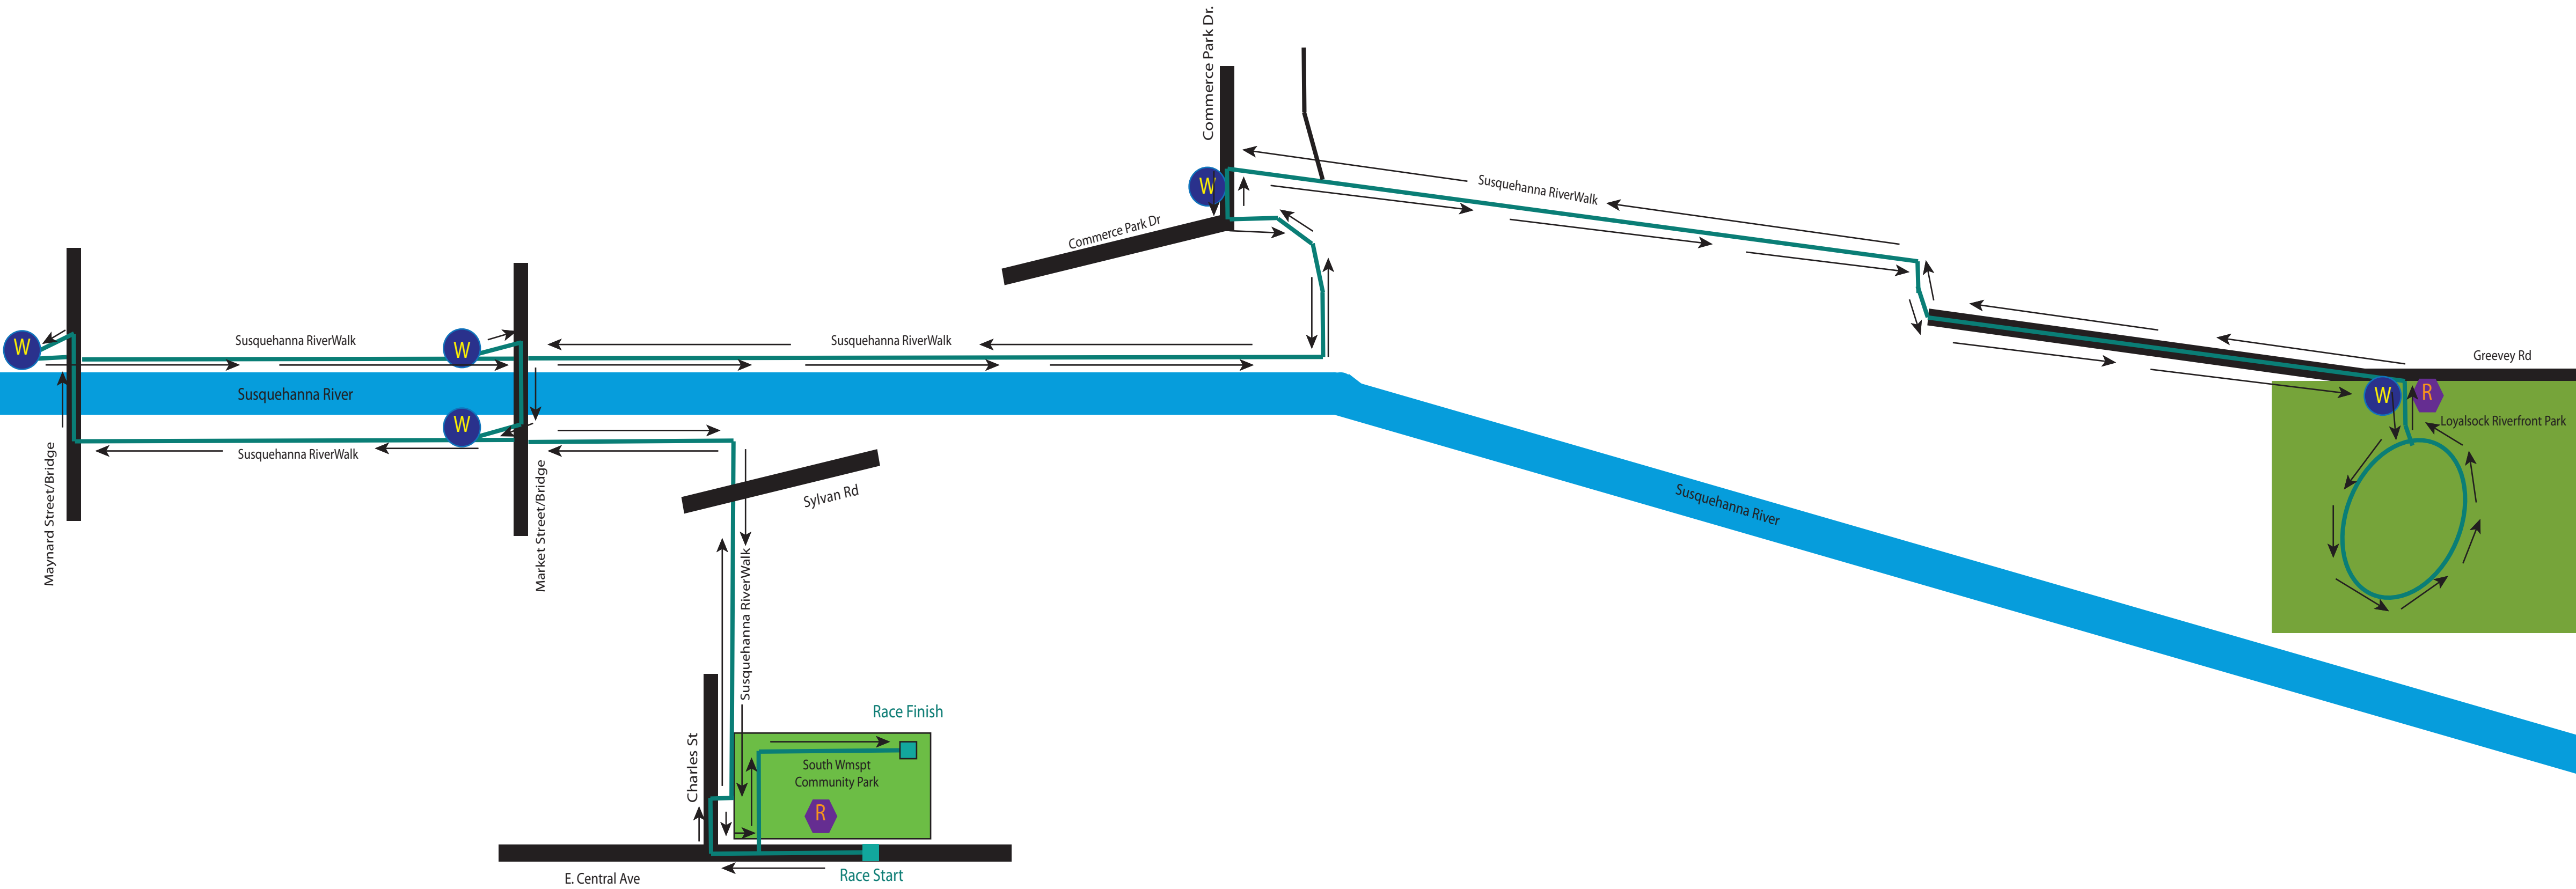 Commerce Park Dr.
W
Susquehanna RiverWalk
Commerce Park Dr
W
Susquehanna RiverWalk
W
Susquehanna RiverWalk
Greevey Rd
Susquehanna River
W
R
Loyalsock Riverfront Park
W
Susquehanna RiverWalk
Maynard Street/Bridge
Market Street/Bridge
Sylvan Rd
Susquehanna River
Susquehanna RiverWalk
Race Finish
Charles St
South Wmspt
Community Park
R
E. Central Ave
Race Start